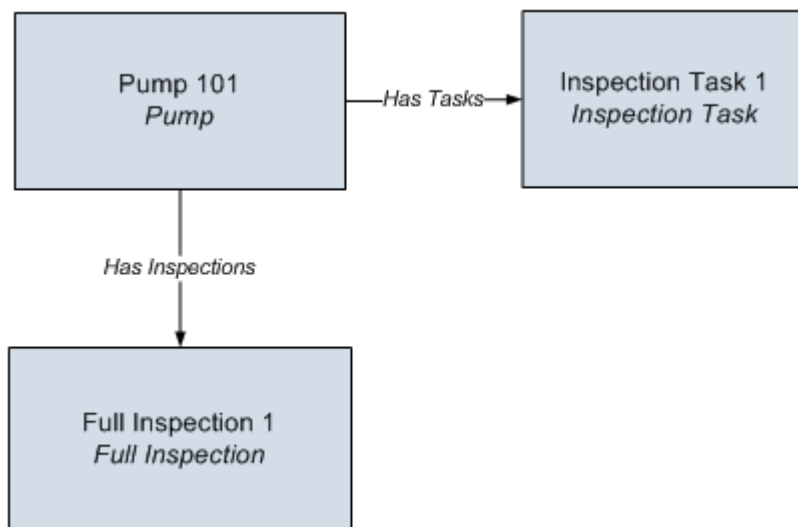 Pump 101
Pump
Has Tasks
Inspection Task 1
Inspection Task
Has Inspections
Full Inspection 1
Full Inspection